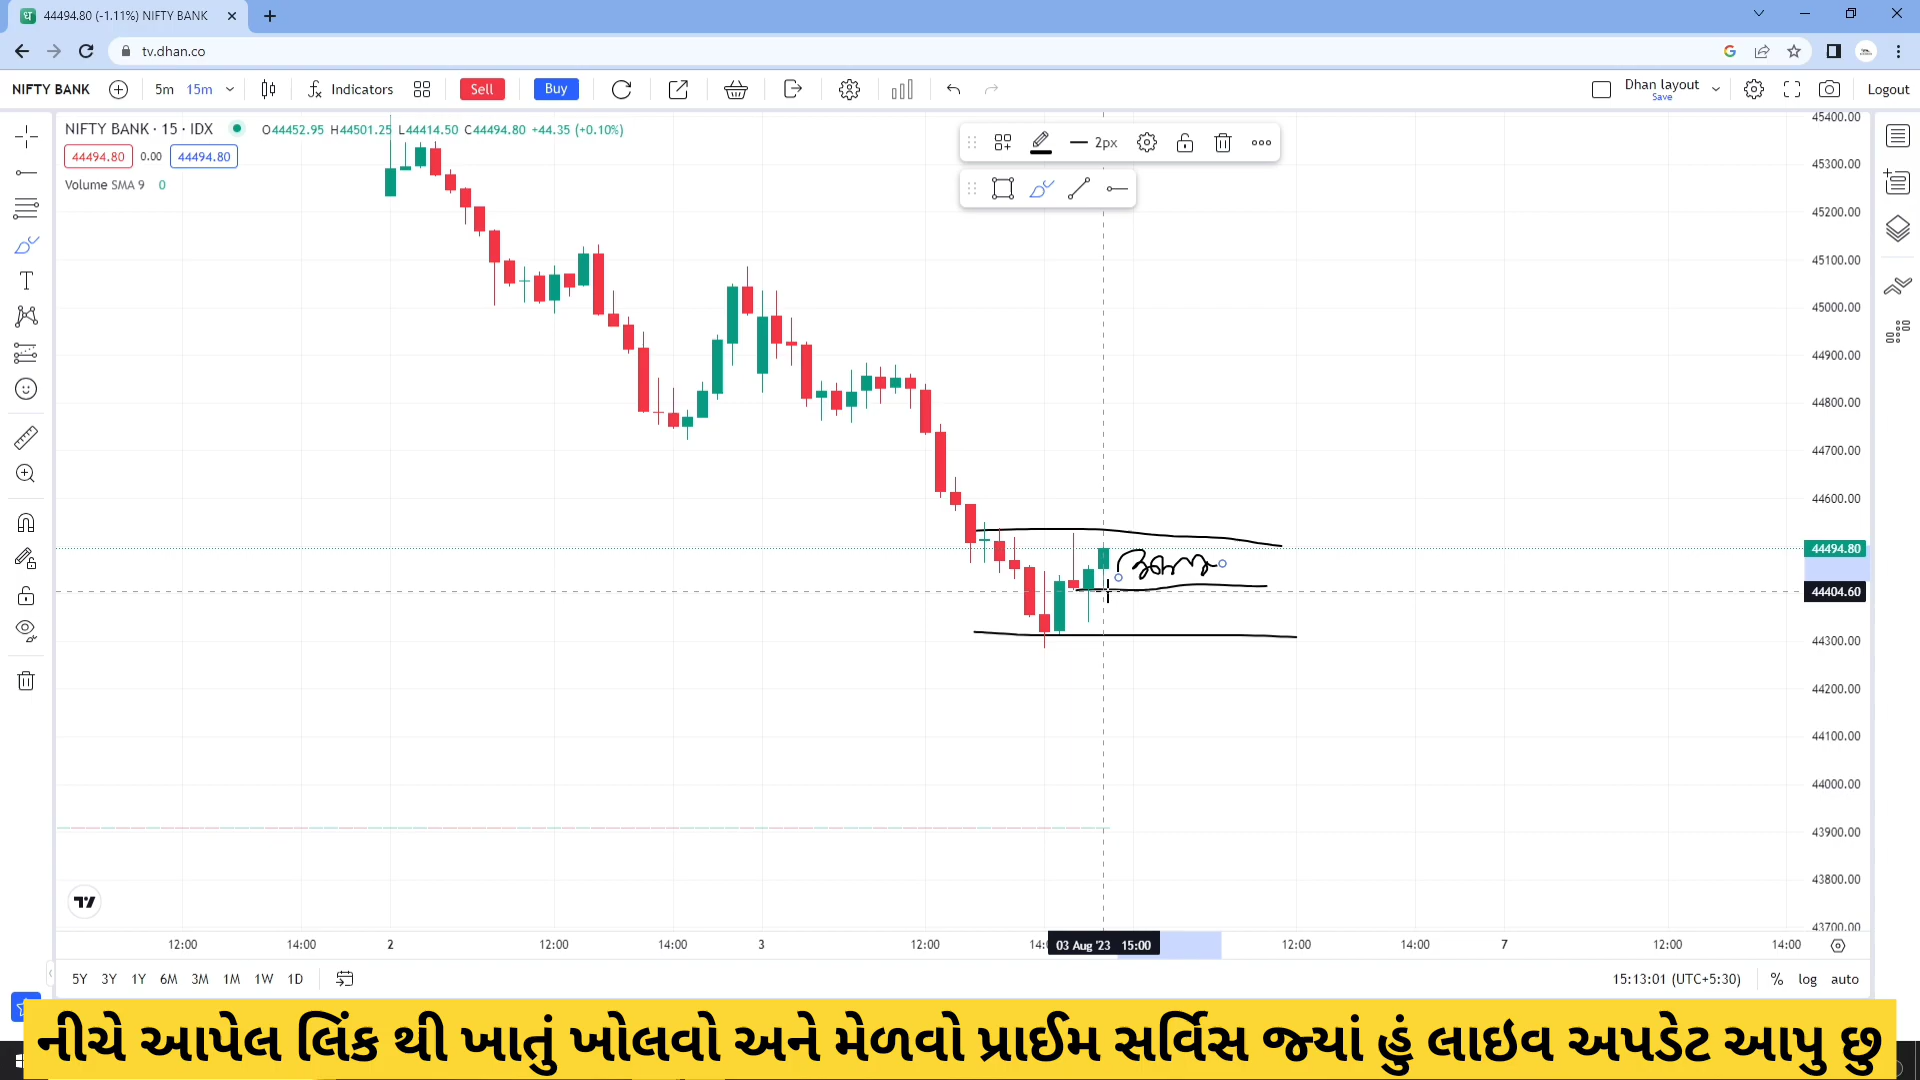 44494.80 (-1.11%) NIFTY BANK
tv.dhan.co
NIFTY BANK 5m 15m Indicators Sell Buy Dhan layout Save Logout
NIFTY BANK · 15 · IDX O44452.95 H44501.25 L44414.50 C44494.80 +44.35 (+0.10%)
44494.80 0.00 44494.80
Volume SMA 9 0
2px
45400.00
45300.00
45200.00
45100.00
45000.00
44900.00
44800.00
44700.00
44600.00
44494.80
44404.60
44300.00
44200.00
44100.00
44000.00
43900.00
43800.00
43700.00
12:00 14:00 2 12:00 14:00 3 12:00 14:0 03 Aug '23 15:00 12:00 14:00 7 12:00 14:00
5Y 3Y 1Y 6M 3M 1M 1W 1D 15:13:01 (UTC+5:30) % log auto
નીચે આપેલ લિંક થી ખાતું ખોલવો અને મેળવો પ્રાઈમ સર્વિસ જ્યાં હું લાઇવ અપડેટ આપુ છુ